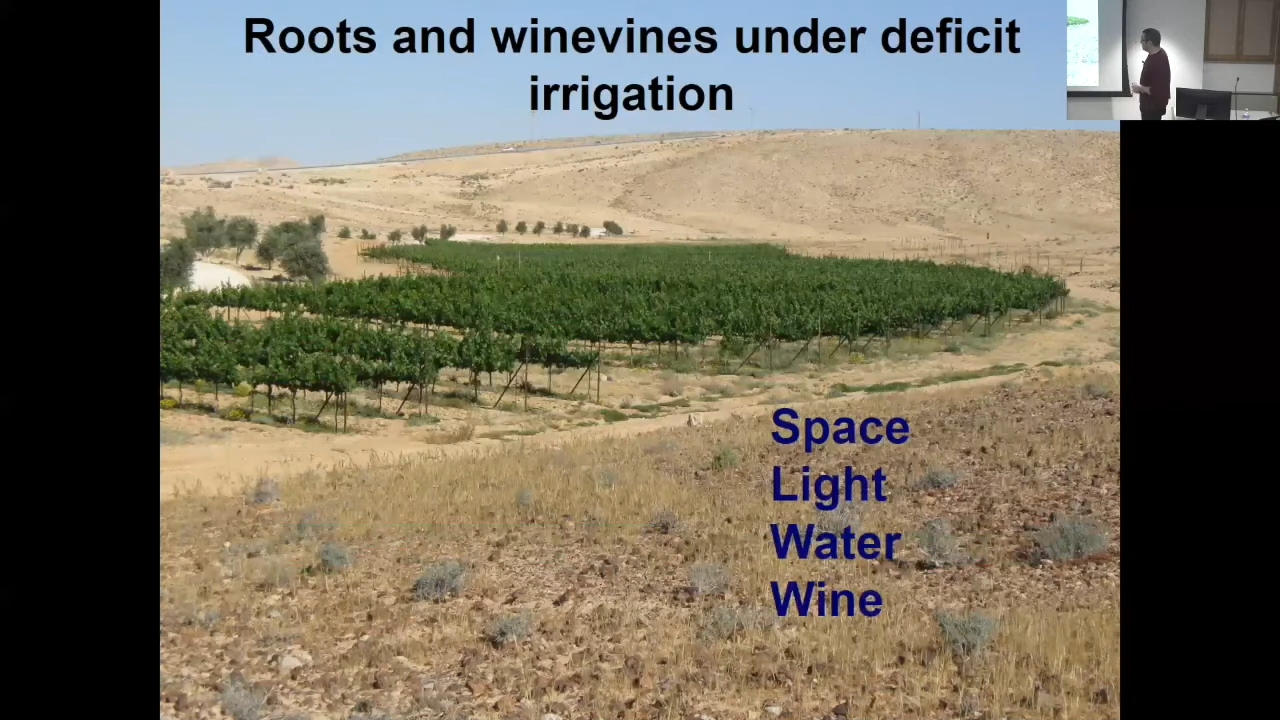 Roots and winevines under deficit
irrigation
Space
Light
Water
Wine